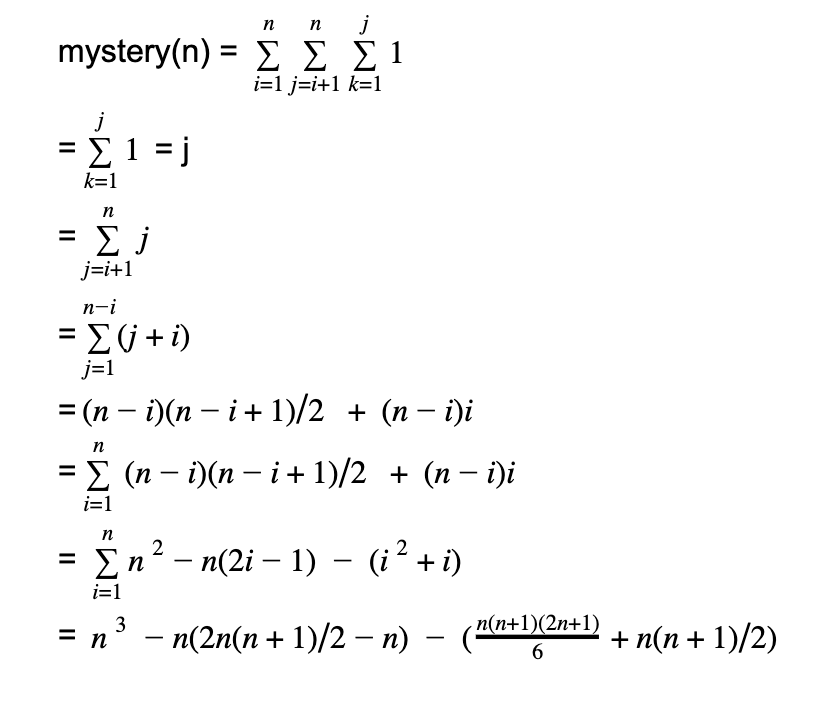 mystery(n) = \sum_{i=1}^{n} \sum_{j=i+1}^{n} \sum_{k=1}^{j} 1
= \sum_{k=1}^{j} 1 = j
= \sum_{j=i+1}^{n} j
= \sum_{j=1}^{n-i} (j + i)
= (n − i)(n − i + 1)/2 + (n − i)i
= \sum_{i=1}^{n} (n − i)(n − i + 1)/2 + (n − i)i
= \sum_{i=1}^{n} n^2 − n(2i − 1) − (i^2 + i)
= n^3 − n(2n(n + 1)/2 − n) − (\frac{n(n+1)(2n+1)}{6} + n(n + 1)/2)